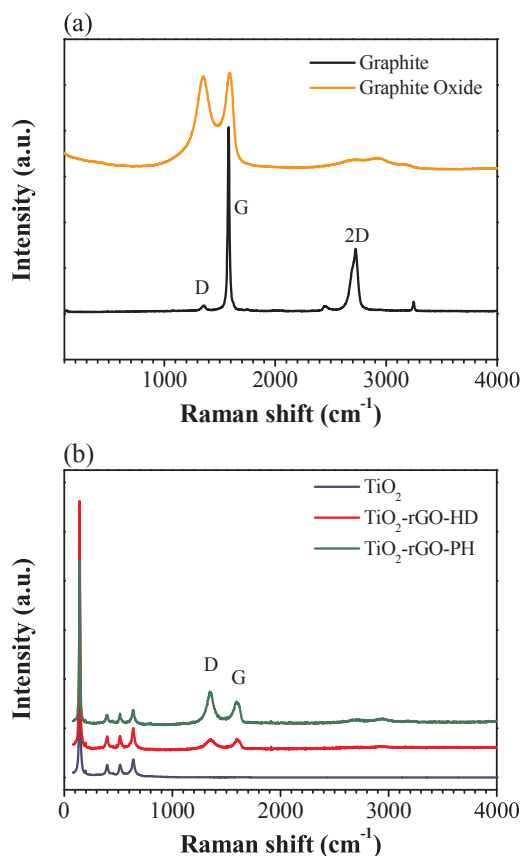 (a)
Graphite
Graphite Oxide
Intensity (a.u.)
D
G
2D
1000 2000 3000 4000
Raman shift (cm⁻¹)
(b)
TiO₂
TiO₂-rGO-HD
TiO₂-rGO-PH
Intensity (a.u.)
D
G
0 1000 2000 3000 4000
Raman shift (cm⁻¹)